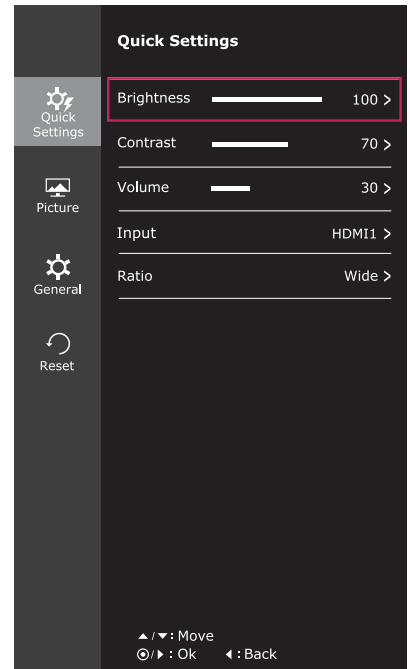 Quick Settings
Quick
Settings
Picture
General
Reset
Brightness 100 >
Contrast 70 >
Volume 30 >
Input HDMI1 >
Ratio Wide >
▲/▼: Move
◉/▶ : Ok ◀ : Back